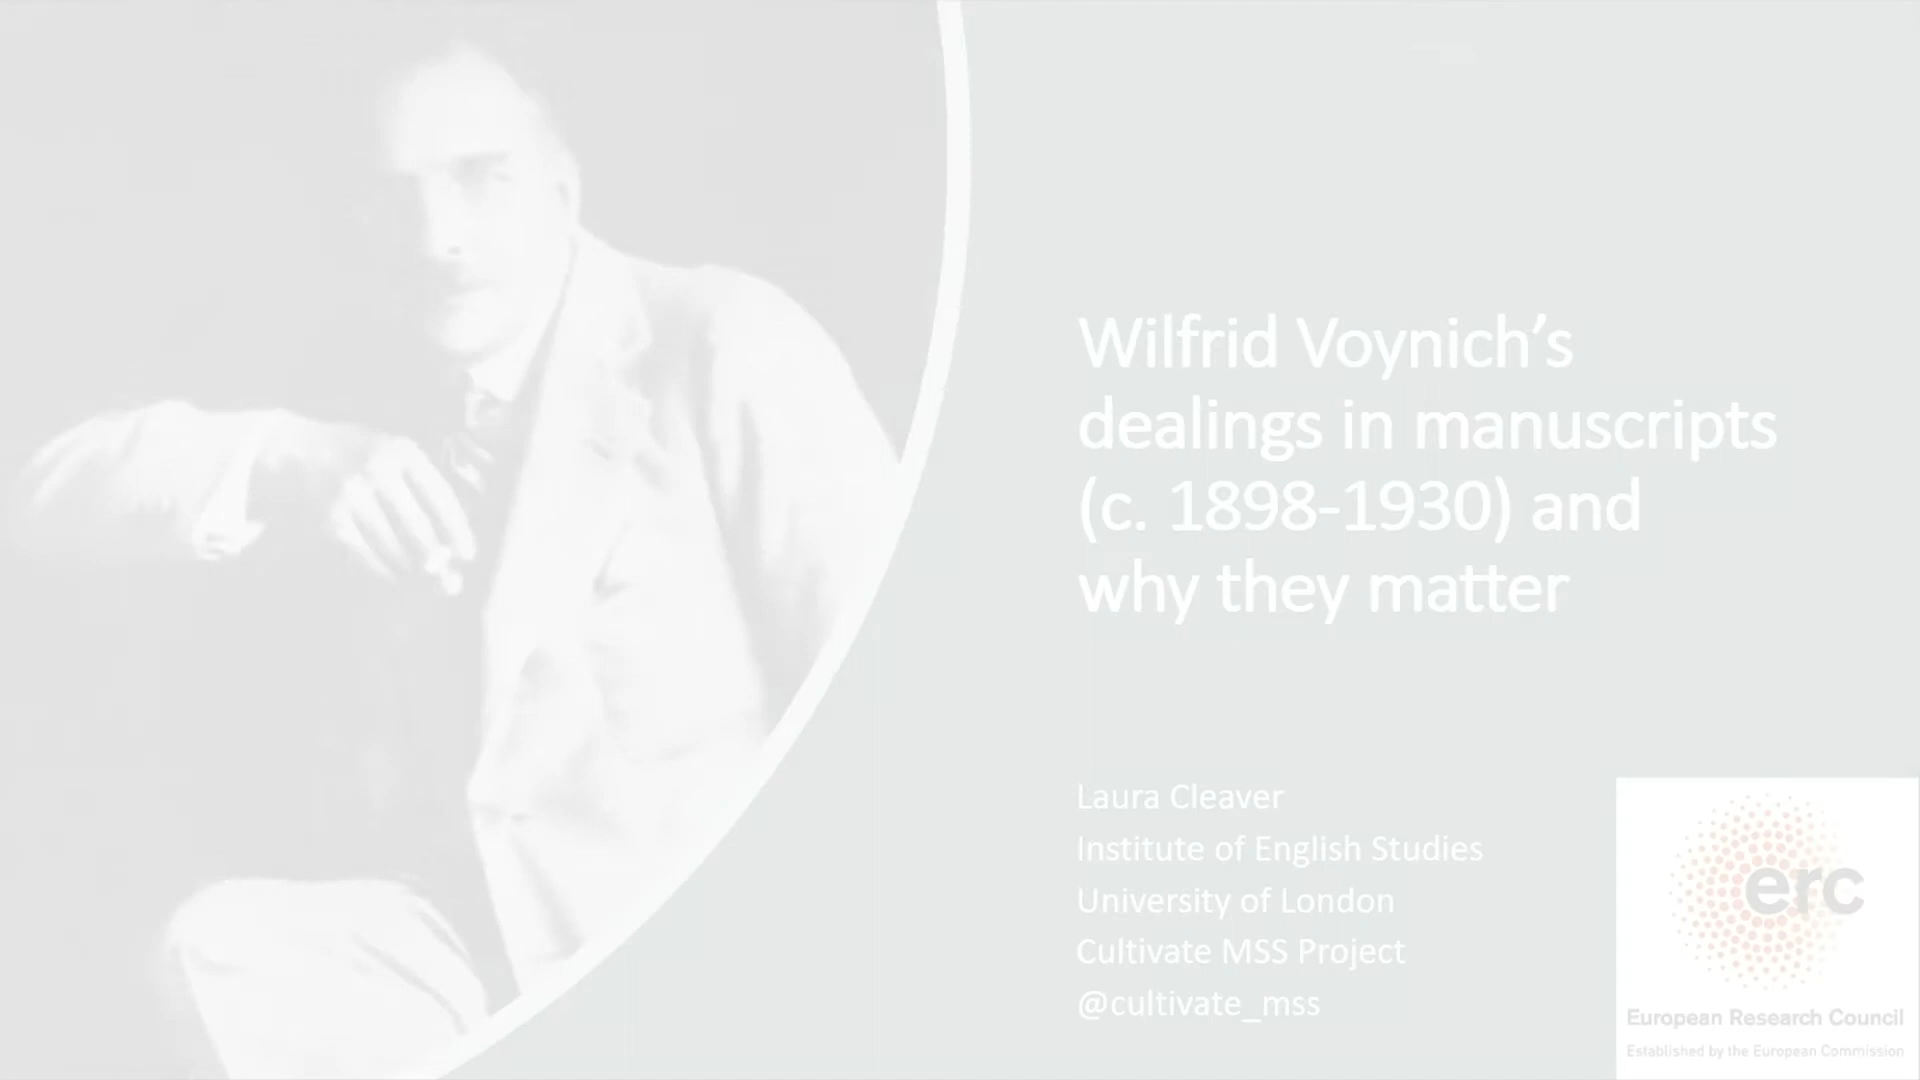 Wilfrid Voynich’s
dealings in manuscripts
(c. 1898-1930) and
why they matter
Laura Cleaver
Institute of English Studies
University of London
Cultivate MSS Project
@cultivate_mss
erc
European Research Council
Established by the European Commission